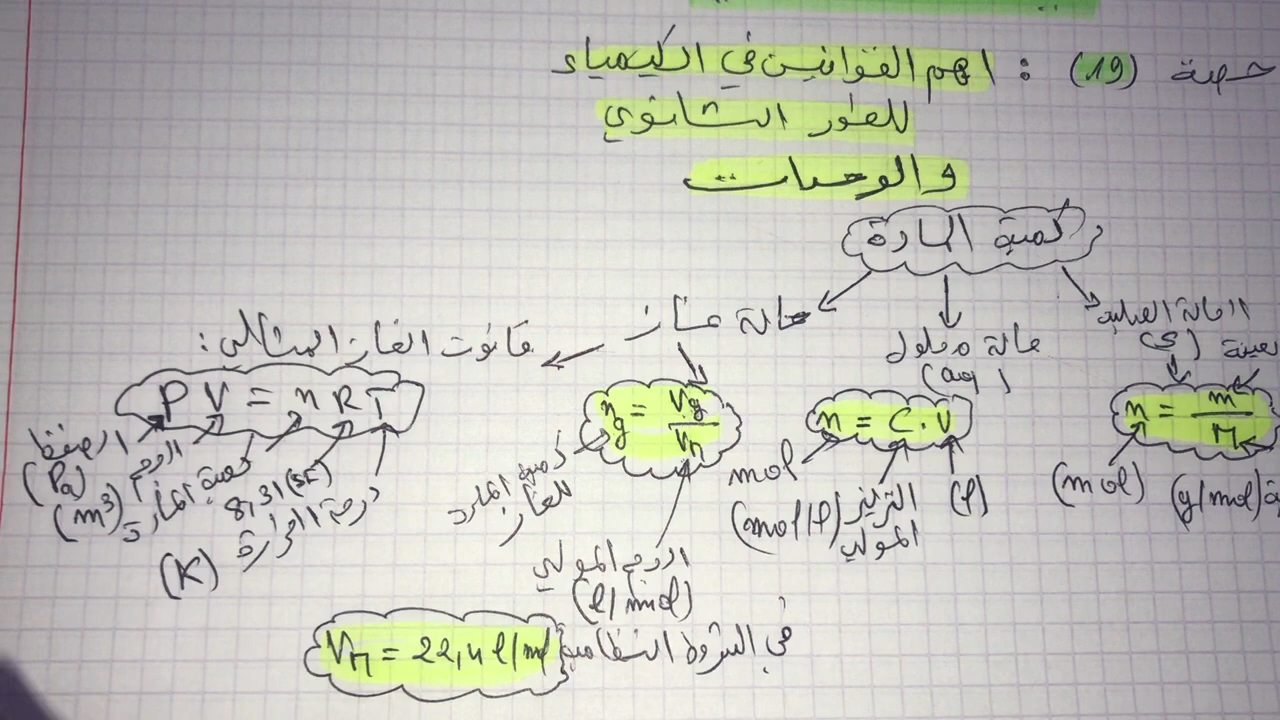 حصة (19) : اهم القوانين في الكيمياء
للطور الثانوي
والوحدات
كمية المادة
الحالة الصلبة
(s)
n = m / M
(mol)
(g/mol)
حالة محلول
(aq)
n = C . V
mol
التركيز
المولي
(mol/l)
(l)
حالة غاز
ng = Vg / VM
كمية المادة
للغاز
الحجم المولي
(l/mol)
في الشروط النظامية
VM = 22,4 l/mol
قانون الغاز المثالي :
P V = n R T
الضغط
(Pa)
الحجم
(m³)
كمية المادة
8,31 (SI)
درجة الحرارة
(K)